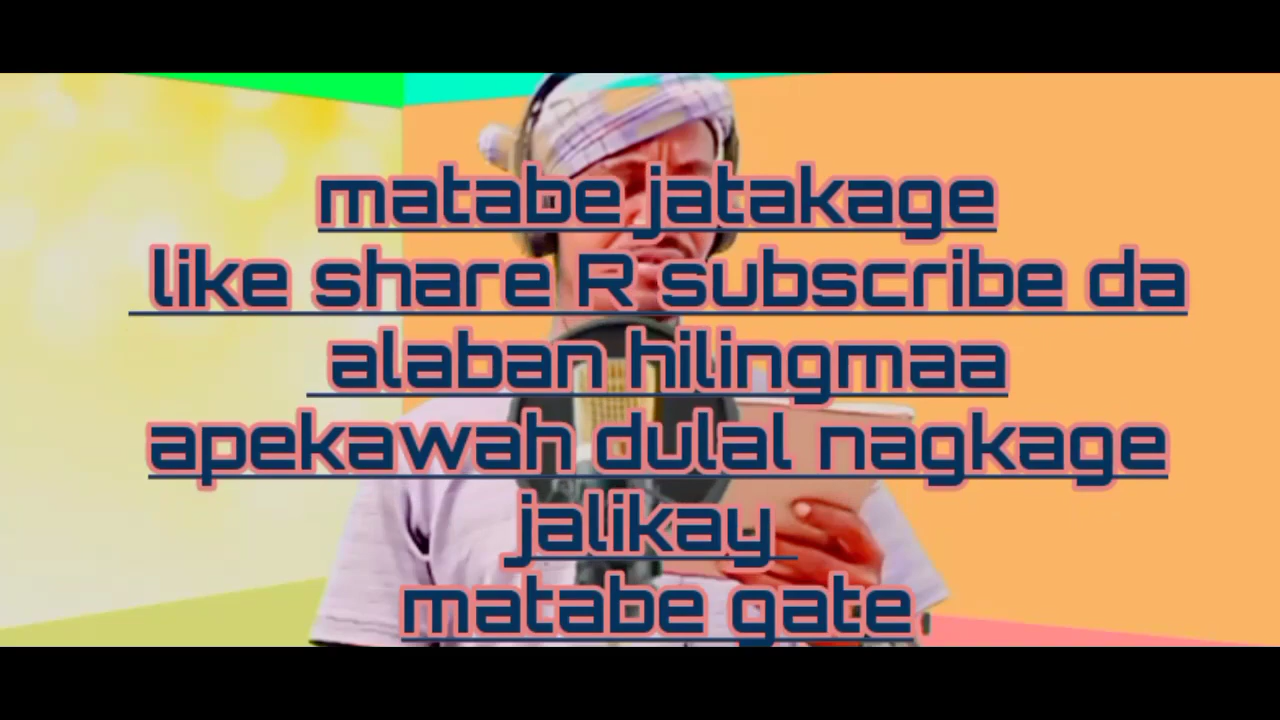 matabe jatakage
like share R subscribe da
alaban hilingmaa
apekawah dulal nagkage
jalikay
matabe gate